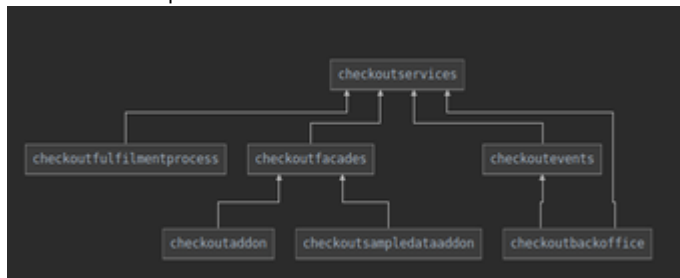 checkoutservices
checkoutfulfilmentprocess
checkoutfacades
checkoutevents
checkoutaddon
checkoutsampledataaddon
checkoutbackoffice